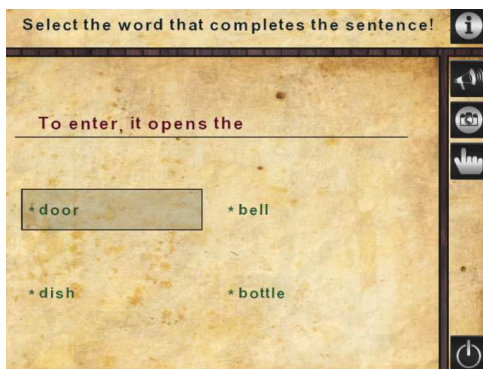 Select the word that completes the sentence!
To enter, it opens the
* door
* bell
* dish
* bottle